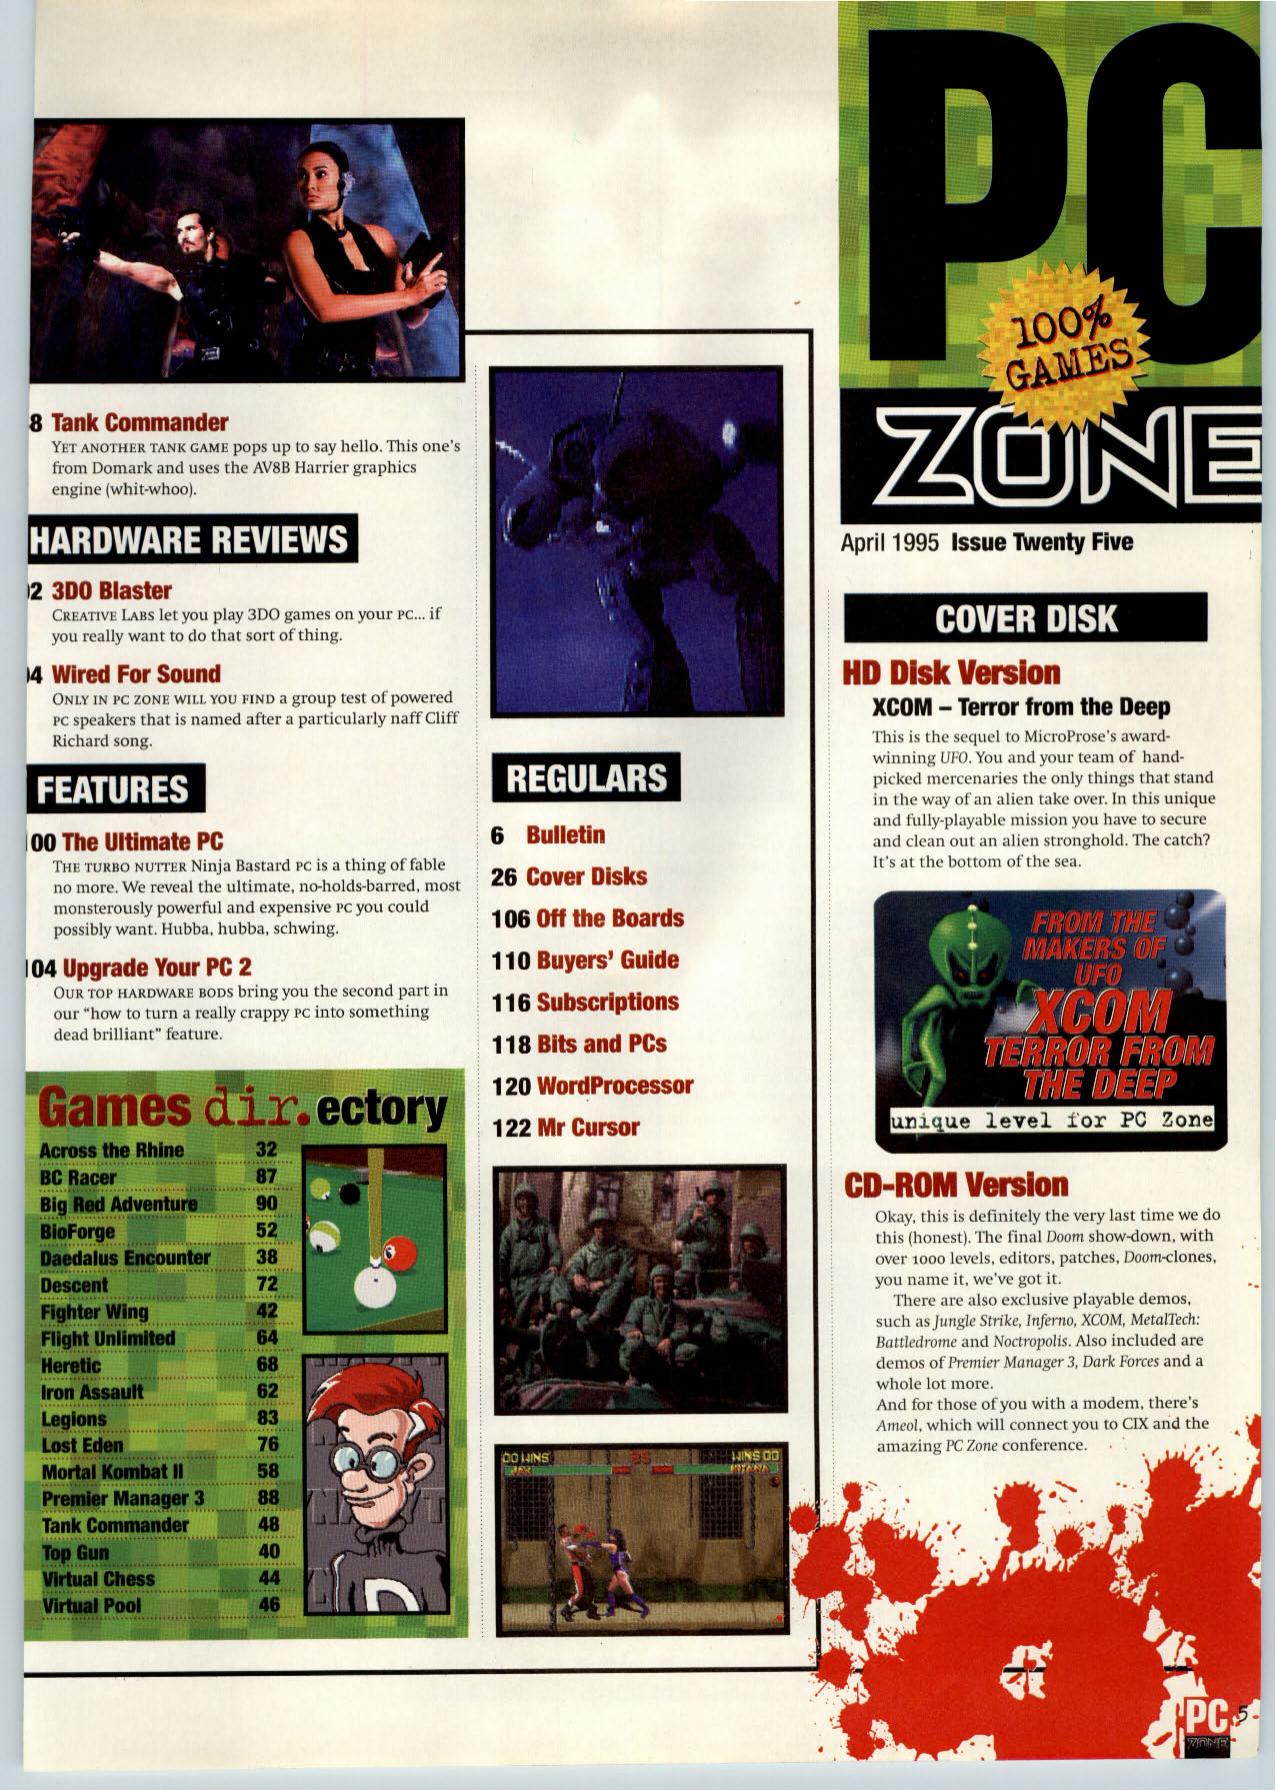 8 Tank Commander
YET ANOTHER TANK GAME pops up to say hello. This one's
from Domark and uses the AV8B Harrier graphics
engine (whit-whoo).
HARDWARE REVIEWS
2 3DO Blaster
CREATIVE LABS let you play 3DO games on your PC... if
you really want to do that sort of thing.
4 Wired For Sound
ONLY IN PC ZONE WILL YOU FIND a group test of powered
PC speakers that is named after a particularly naff Cliff
Richard song.
FEATURES
00 The Ultimate PC
THE TURBO NUTTER Ninja Bastard PC is a thing of fable
no more. We reveal the ultimate, no-holds-barred, most
monsterously powerful and expensive PC you could
possibly want. Hubba, hubba, schwing.
104 Upgrade Your PC 2
OUR TOP HARDWARE BODS bring you the second part in
our "how to turn a really crappy PC into something
dead brilliant" feature.
Games dir.ectory
Across the Rhine 32
BC Racer 87
Big Red Adventure 90
BioForge 52
Daedalus Encounter 38
Descent 72
Fighter Wing 42
Flight Unlimited 64
Heretic 68
Iron Assault 62
Legions 83
Lost Eden 76
Mortal Kombat II 58
Premier Manager 3 88
Tank Commander 48
Top Gun 40
Virtual Chess 44
Virtual Pool 46
D
REGULARS
6 Bulletin
26 Cover Disks
106 Off the Boards
110 Buyers' Guide
116 Subscriptions
118 Bits and PCs
120 WordProcessor
122 Mr Cursor
00 WINS
WINS 00
JAX
KITANA
PC
100%
GAMES
ZONE
April 1995 Issue Twenty Five
COVER DISK
HD Disk Version
XCOM – Terror from the Deep
This is the sequel to MicroProse's award-
winning UFO. You and your team of hand-
picked mercenaries the only things that stand
in the way of an alien take over. In this unique
and fully-playable mission you have to secure
and clean out an alien stronghold. The catch?
It's at the bottom of the sea.
FROM THE
MAKERS OF
UFO
XCOM
TERROR FROM
THE DEEP
unique level for PC Zone
CD-ROM Version
Okay, this is definitely the very last time we do
this (honest). The final Doom show-down, with
over 1000 levels, editors, patches, Doom-clones,
you name it, we've got it.
There are also exclusive playable demos,
such as Jungle Strike, Inferno, XCOM, MetalTech:
Battledrome and Noctropolis. Also included are
demos of Premier Manager 3, Dark Forces and a
whole lot more.
And for those of you with a modem, there's
Ameol, which will connect you to CIX and the
amazing PC Zone conference.
PC
ZONE
5